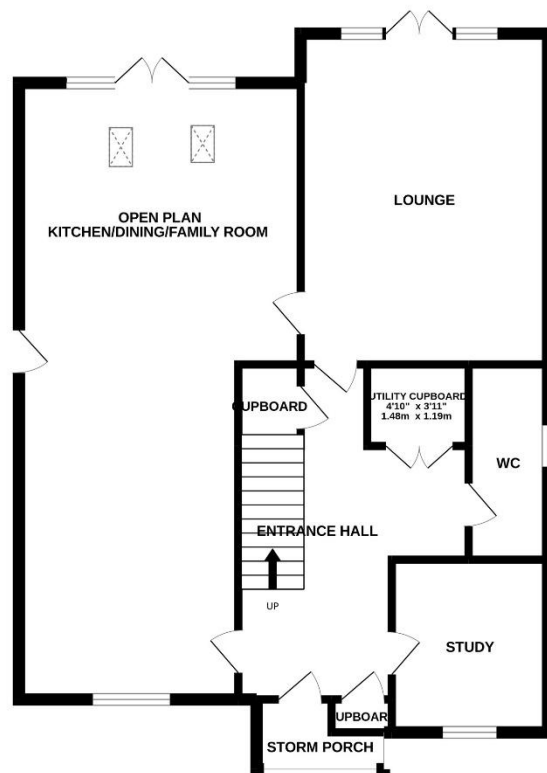 LOUNGE
OPEN PLAN
KITCHEN/DINING/FAMILY ROOM
CUPBOARD
UTILITY CUPBOARD
4'10" x 3'11"
1.48m x 1.19m
WC
ENTRANCE HALL
UP
STUDY
UPBOAR
STORM PORCH